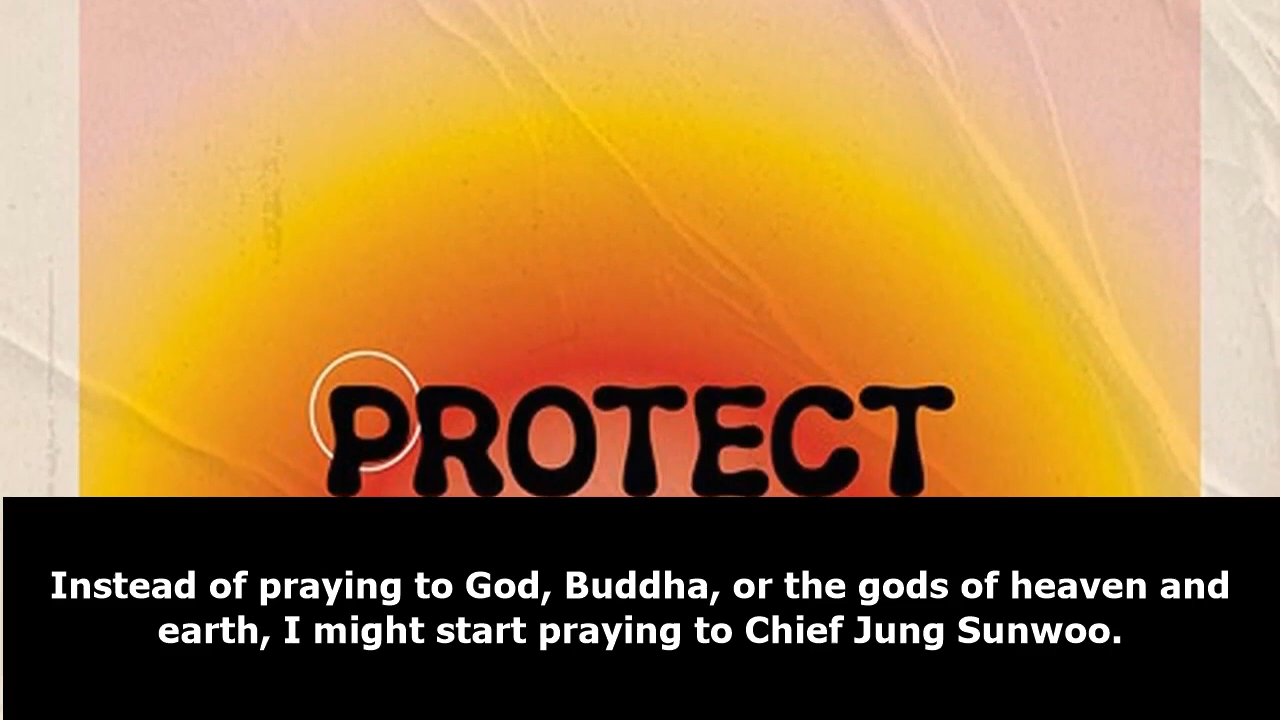 PROTECT
Instead of praying to God, Buddha, or the gods of heaven and
earth, I might start praying to Chief Jung Sunwoo.